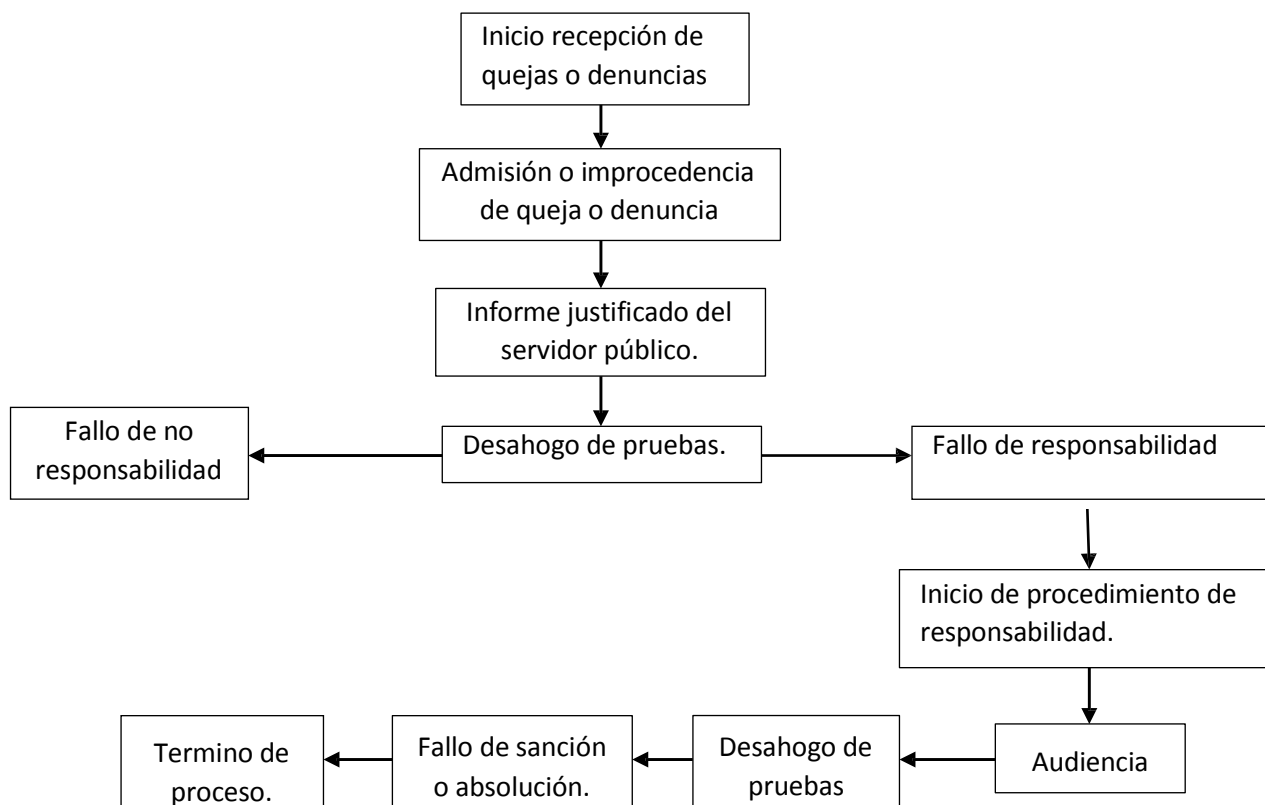 Inicio recepción de
quejas o denuncias
Admisión o improcedencia
de queja o denuncia
Informe justificado del
servidor público.
Fallo de no
responsabilidad
Desahogo de pruebas.
Fallo de responsabilidad
Inicio de procedimiento de
responsabilidad.
Audiencia
Desahogo de
pruebas
Fallo de sanción
o absolución.
Termino de
proceso.